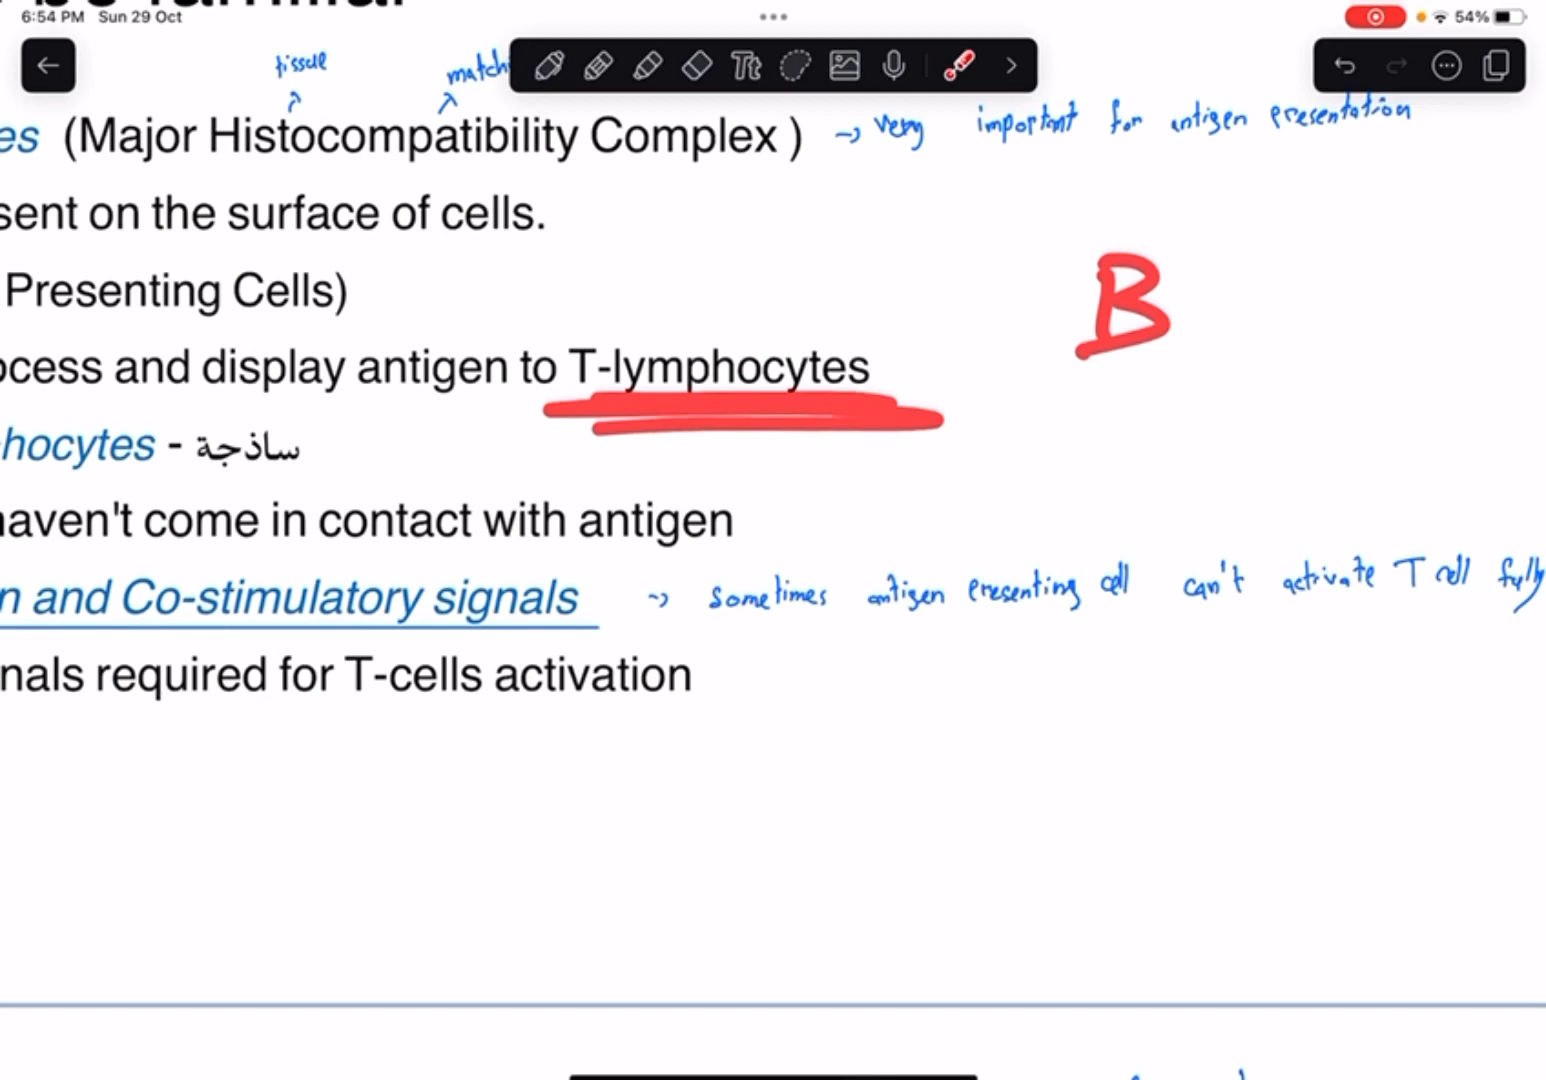 6:54 PM Sun 29 Oct
54%
tissue
match
Tt
es (Major Histocompatibility Complex ) → very important for antigen presentation
sent on the surface of cells.
Presenting Cells)
B
ocess and display antigen to T-lymphocytes
hocytes - ساذجة
haven't come in contact with antigen
n and Co-stimulatory signals → sometimes antigen presenting cell can't activate T cell fully
nals required for T-cells activation